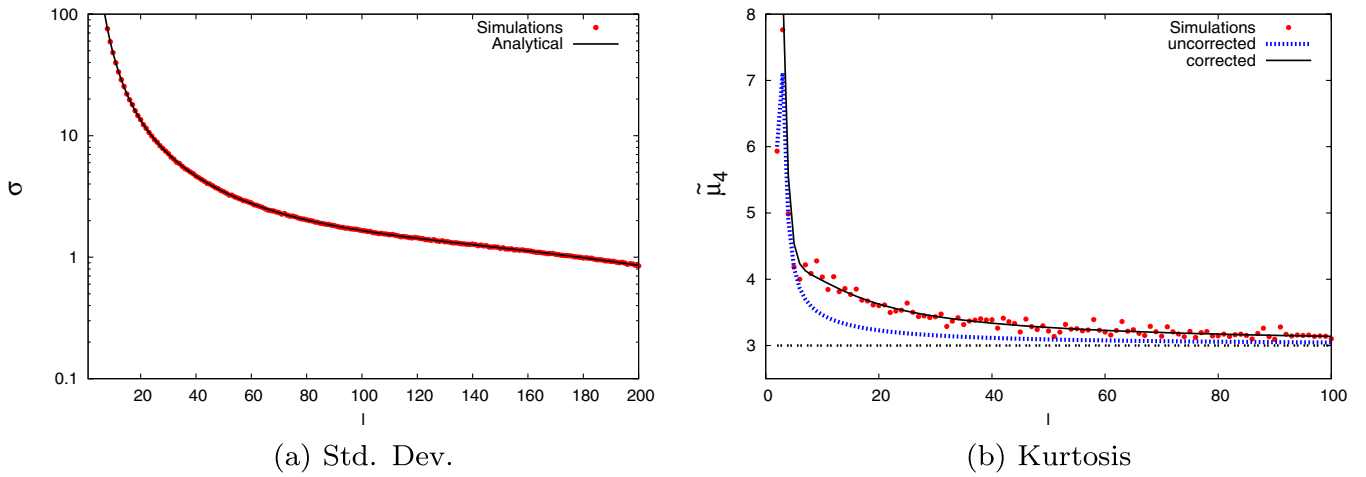 100
10
1
0.1
σ
Simulations
Analytical
20 40 60 80 100 120 140 160 180 200
l
(a) Std. Dev.
8
7
6
5
4
3
μ̃4
Simulations
uncorrected
corrected
0 20 40 60 80 100
l
(b) Kurtosis